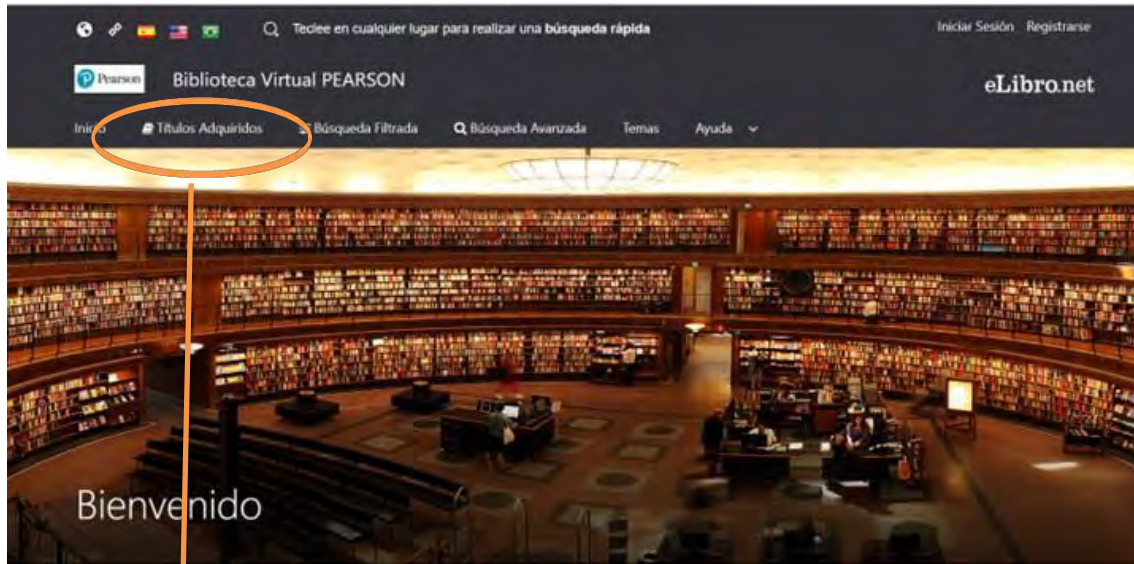 Teclee en cualquier lugar para realizar una búsqueda rápida
Iniciar Sesión Registrarse
Pearson
Biblioteca Virtual PEARSON
eLibro.net
Inicio Títulos Adquiridos Búsqueda Filtrada Búsqueda Avanzada Temas Ayuda
Bienvenido